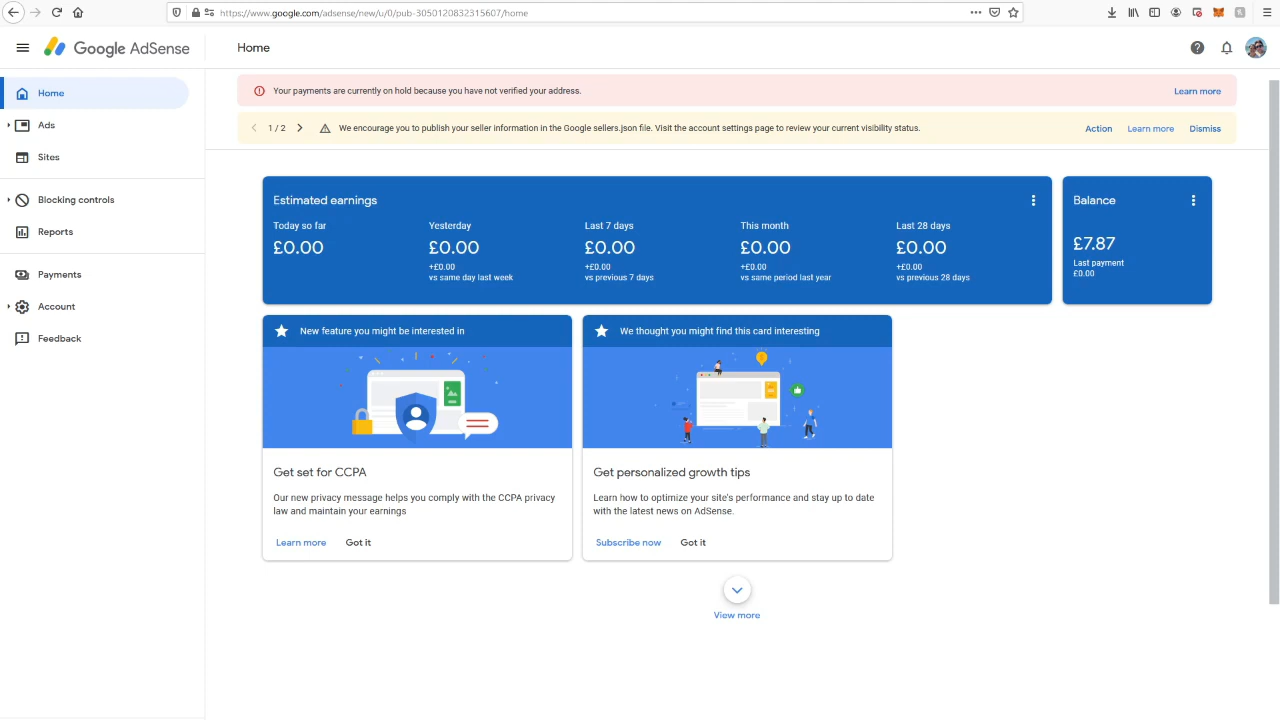 https://www.google.com/adsense/new/u/0/pub-3050120832315607/home
Google AdSense
Home
Home
Ads
Sites
Blocking controls
Reports
Payments
Account
Feedback
Your payments are currently on hold because you have not verified your address.
Learn more
1 / 2
We encourage you to publish your seller information in the Google sellers.json file. Visit the account settings page to review your current visibility status.
Action
Learn more
Dismiss
Estimated earnings
Today so far
£0.00
Yesterday
£0.00
+£0.00
vs same day last week
Last 7 days
£0.00
+£0.00
vs previous 7 days
This month
£0.00
+£0.00
vs same period last year
Last 28 days
£0.00
+£0.00
vs previous 28 days
Balance
£7.87
Last payment
£0.00
New feature you might be interested in
Get set for CCPA
Our new privacy message helps you comply with the CCPA privacy
law and maintain your earnings
Learn more
Got it
We thought you might find this card interesting
Get personalized growth tips
Learn how to optimize your site's performance and stay up to date
with the latest news on AdSense.
Subscribe now
Got it
View more